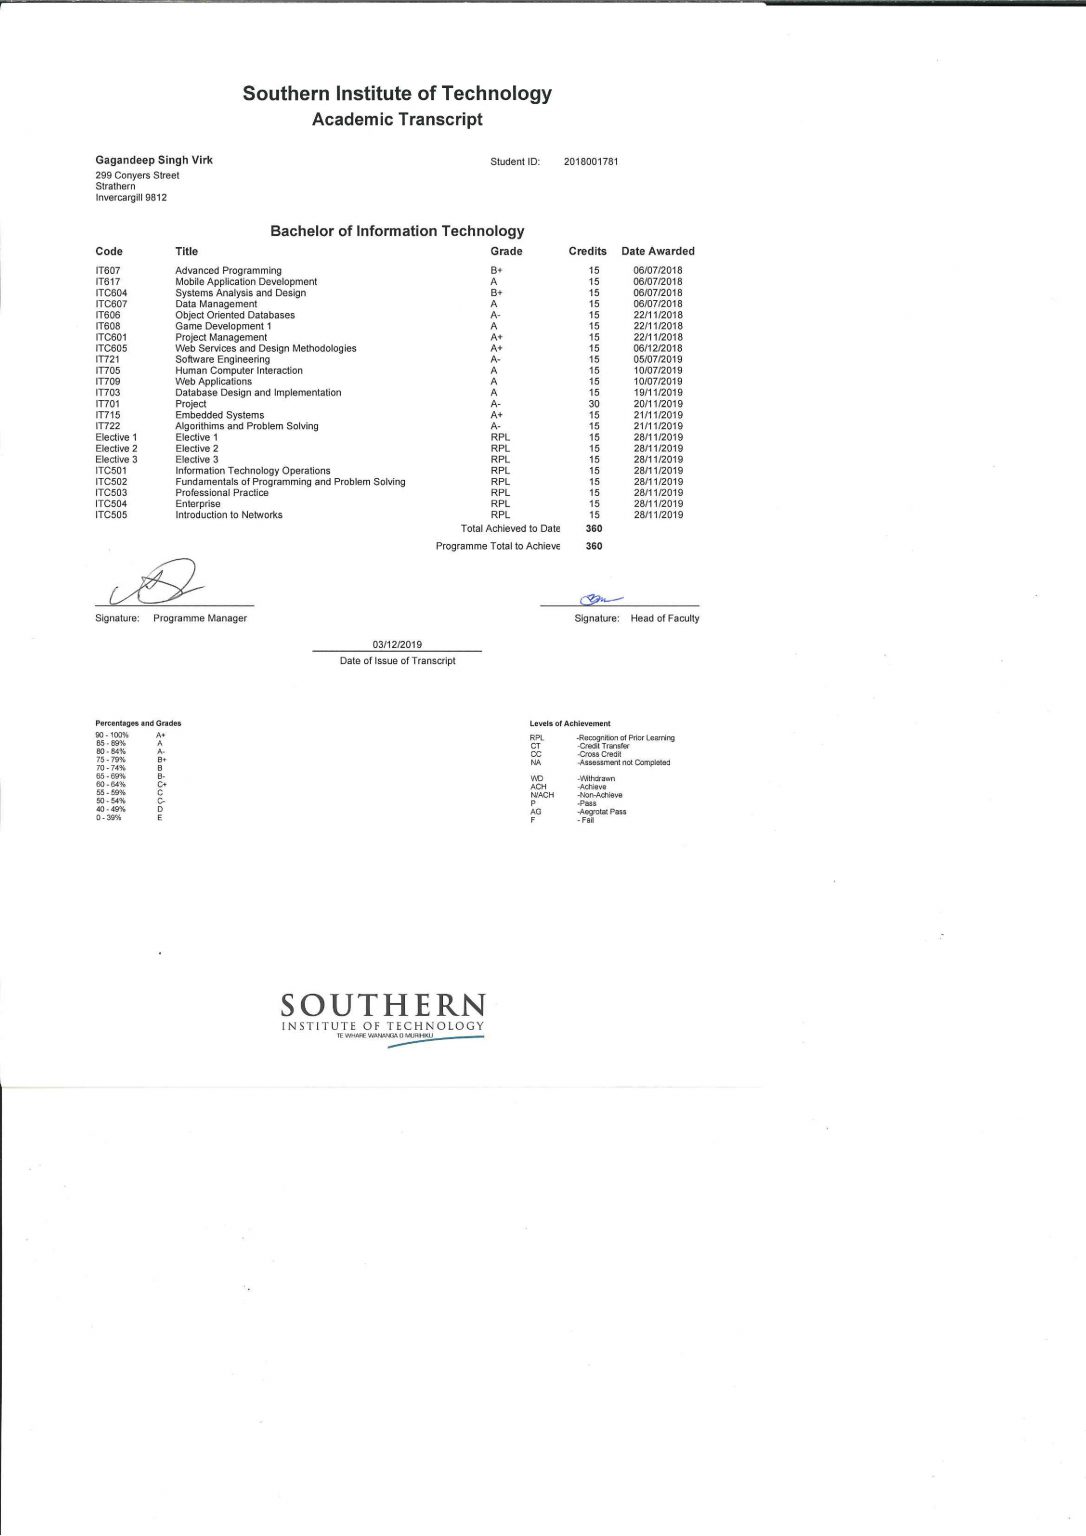 Southern Institute of Technology
Academic Transcript
Gagandeep Singh Virk Student ID: 2018001781
299 Conyers Street
Strathern
Invercargill 9812
Bachelor of Information Technology
Code Title Grade Credits Date Awarded
IT607 Advanced Programming B+ 15 06/07/2018
IT617 Mobile Application Development A 15 06/07/2018
ITC604 Systems Analysis and Design B+ 15 06/07/2018
ITC607 Data Management A 15 06/07/2018
IT606 Object Oriented Databases A- 15 22/11/2018
IT608 Game Development 1 A 15 22/11/2018
ITC601 Project Management A+ 15 22/11/2018
ITC605 Web Services and Design Methodologies A+ 15 06/12/2018
IT721 Software Engineering A- 15 05/07/2019
IT705 Human Computer Interaction A 15 10/07/2019
IT709 Web Applications A 15 10/07/2019
IT703 Database Design and Implementation A 15 19/11/2019
IT701 Project A- 30 20/11/2019
IT715 Embedded Systems A+ 15 21/11/2019
IT722 Algorithims and Problem Solving A- 15 21/11/2019
Elective 1 Elective 1 RPL 15 28/11/2019
Elective 2 Elective 2 RPL 15 28/11/2019
Elective 3 Elective 3 RPL 15 28/11/2019
ITC501 Information Technology Operations RPL 15 28/11/2019
ITC502 Fundamentals of Programming and Problem Solving RPL 15 28/11/2019
ITC503 Professional Practice RPL 15 28/11/2019
ITC504 Enterprise RPL 15 28/11/2019
ITC505 Introduction to Networks RPL 15 28/11/2019
Total Achieved to Date 360
Programme Total to Achieve 360
Signature: Programme Manager Signature: Head of Faculty
03/12/2019
Date of Issue of Transcript
Percentages and Grades
90 - 100% A+
85 - 89% A
80 - 84% A-
75 - 79% B+
70 - 74% B
65 - 69% B-
60 - 64% C+
55 - 59% C
50 - 54% C-
40 - 49% D
0 - 39% E
Levels of Achievement
RPL -Recognition of Prior Learning
CT -Credit Transfer
CC -Cross Credit
NA -Assessment not Completed
WD -Withdrawn
ACH -Achieve
N/ACH -Non-Achieve
P -Pass
AG -Aegrotat Pass
F - Fail
SOUTHERN
INSTITUTE OF TECHNOLOGY
TE WHARE WANANGA O MURIHIKU